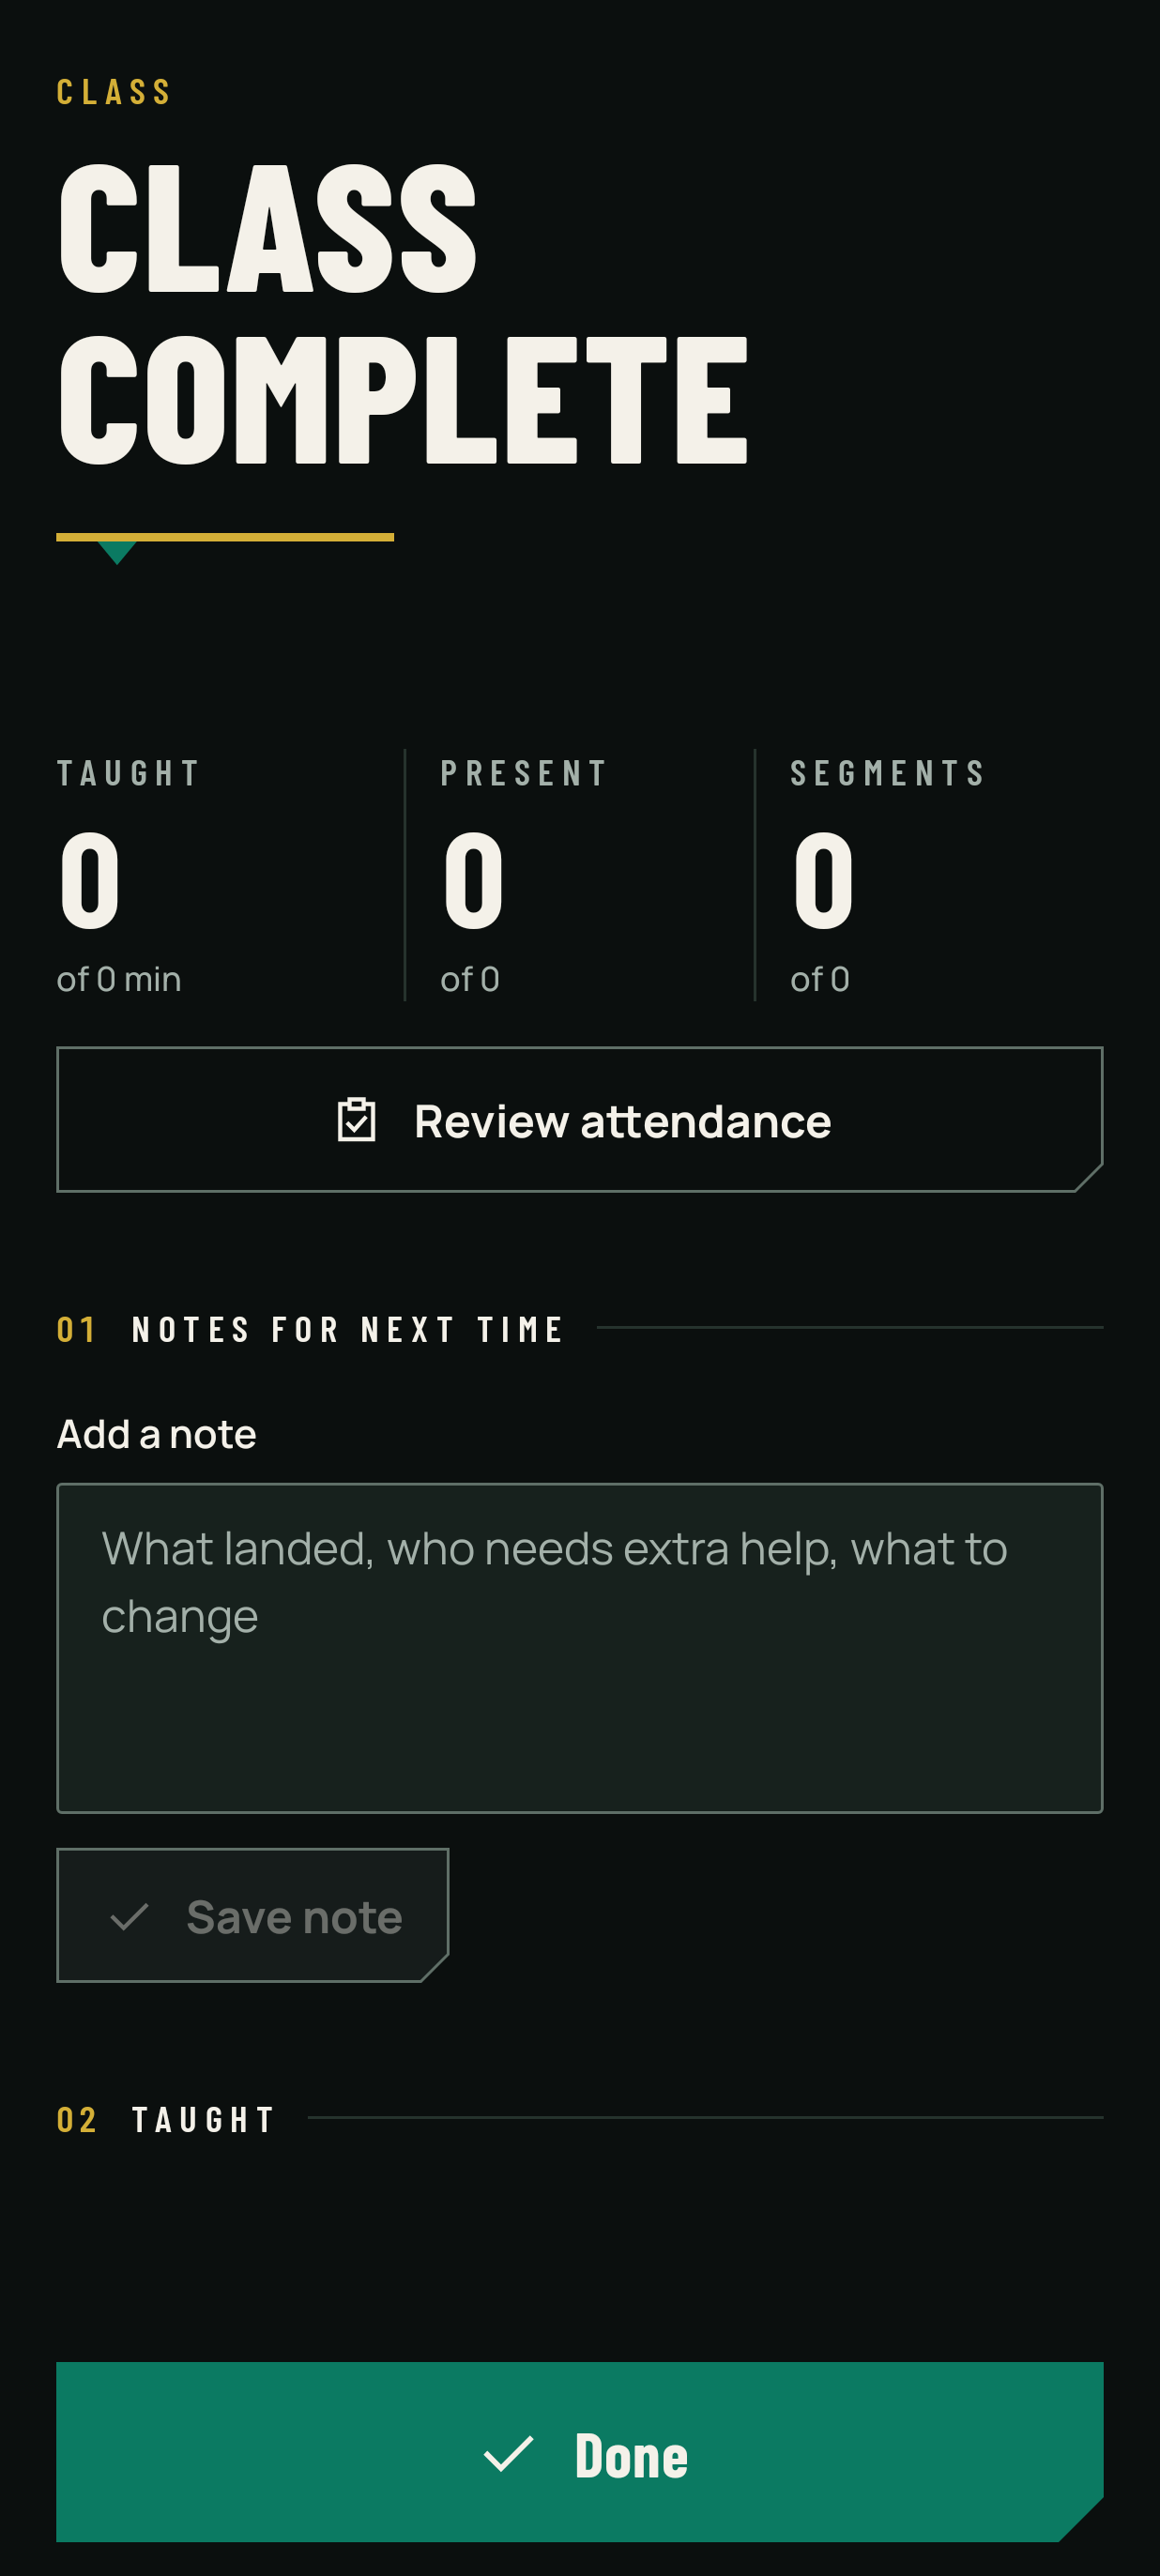 CLASS
CLASS
COMPLETE
TAUGHT
0
of 0 min
PRESENT
0
of 0
SEGMENTS
0
of 0
Review attendance
01 NOTES FOR NEXT TIME
Add a note
What landed, who needs extra help, what to
change
Save note
02 TAUGHT
Done